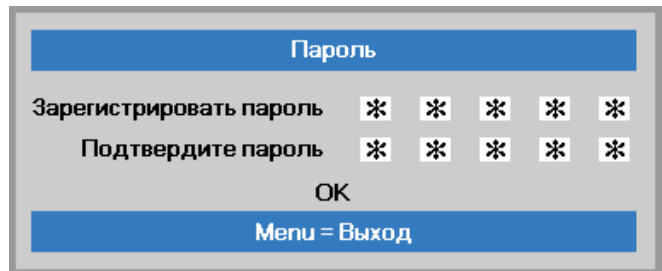 Пароль
Зарегистрировать пароль * * * * *
Подтвердите пароль * * * * *
OK
Menu = Выход